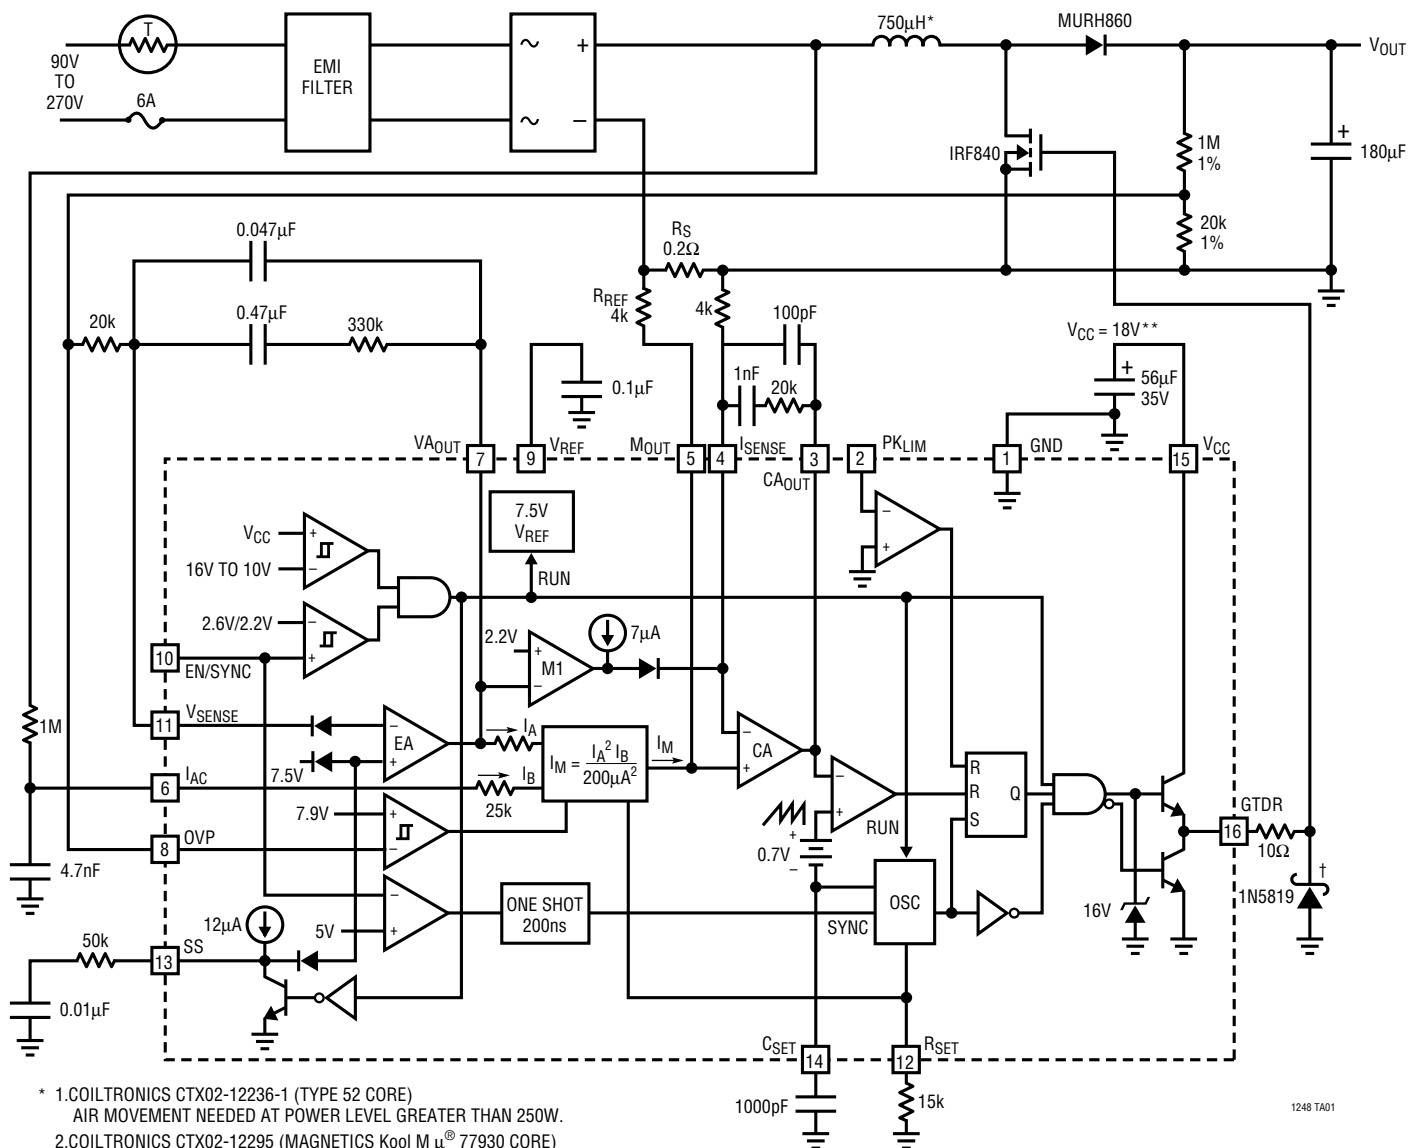 T
90V
TO
270V
6A
EMI
FILTER
~
+
~
−
750µH*
MURH860
VOUT
IRF840
1M
1%
20k
1%
+
180µF
0.047µF
0.47µF
330k
20k
RS
0.2Ω
RREF
4k
4k
100pF
1nF
20k
0.1µF
VCC = 18V**
+
56µF
35V
VAOUT
7
9
VREF
MOUT
5
4
ISENSE
3
CAOUT
2
PKLIM
1
GND
15
VCC
7.5V
VREF
RUN
VCC
+
16V TO 10V
−
2.6V/2.2V
−
+
10
EN/SYNC
2.2V
+
−
M1
7µA
−
+
11
VSENSE
1M
−
EA
+
7.5V
IA
IM = IA² IB / 200µA²
IM
−
CA
+
IAC
6
IB
25k
7.9V
+
−
OVP
8
4.7nF
−
+
RUN
+
0.7V
−
R
R
Q
S
GTDR
16
10Ω
†
1N5819
16V
−
5V
+
ONE SHOT
200ns
SYNC
OSC
12µA
50k
SS
13
0.01µF
CSET
14
12
RSET
1000pF
15k
* 1.COILTRONICS CTX02-12236-1 (TYPE 52 CORE)
AIR MOVEMENT NEEDED AT POWER LEVEL GREATER THAN 250W.
2.COILTRONICS CTX02-12295 (MAGNETICS Kool M µ® 77930 CORE)
1248 TA01